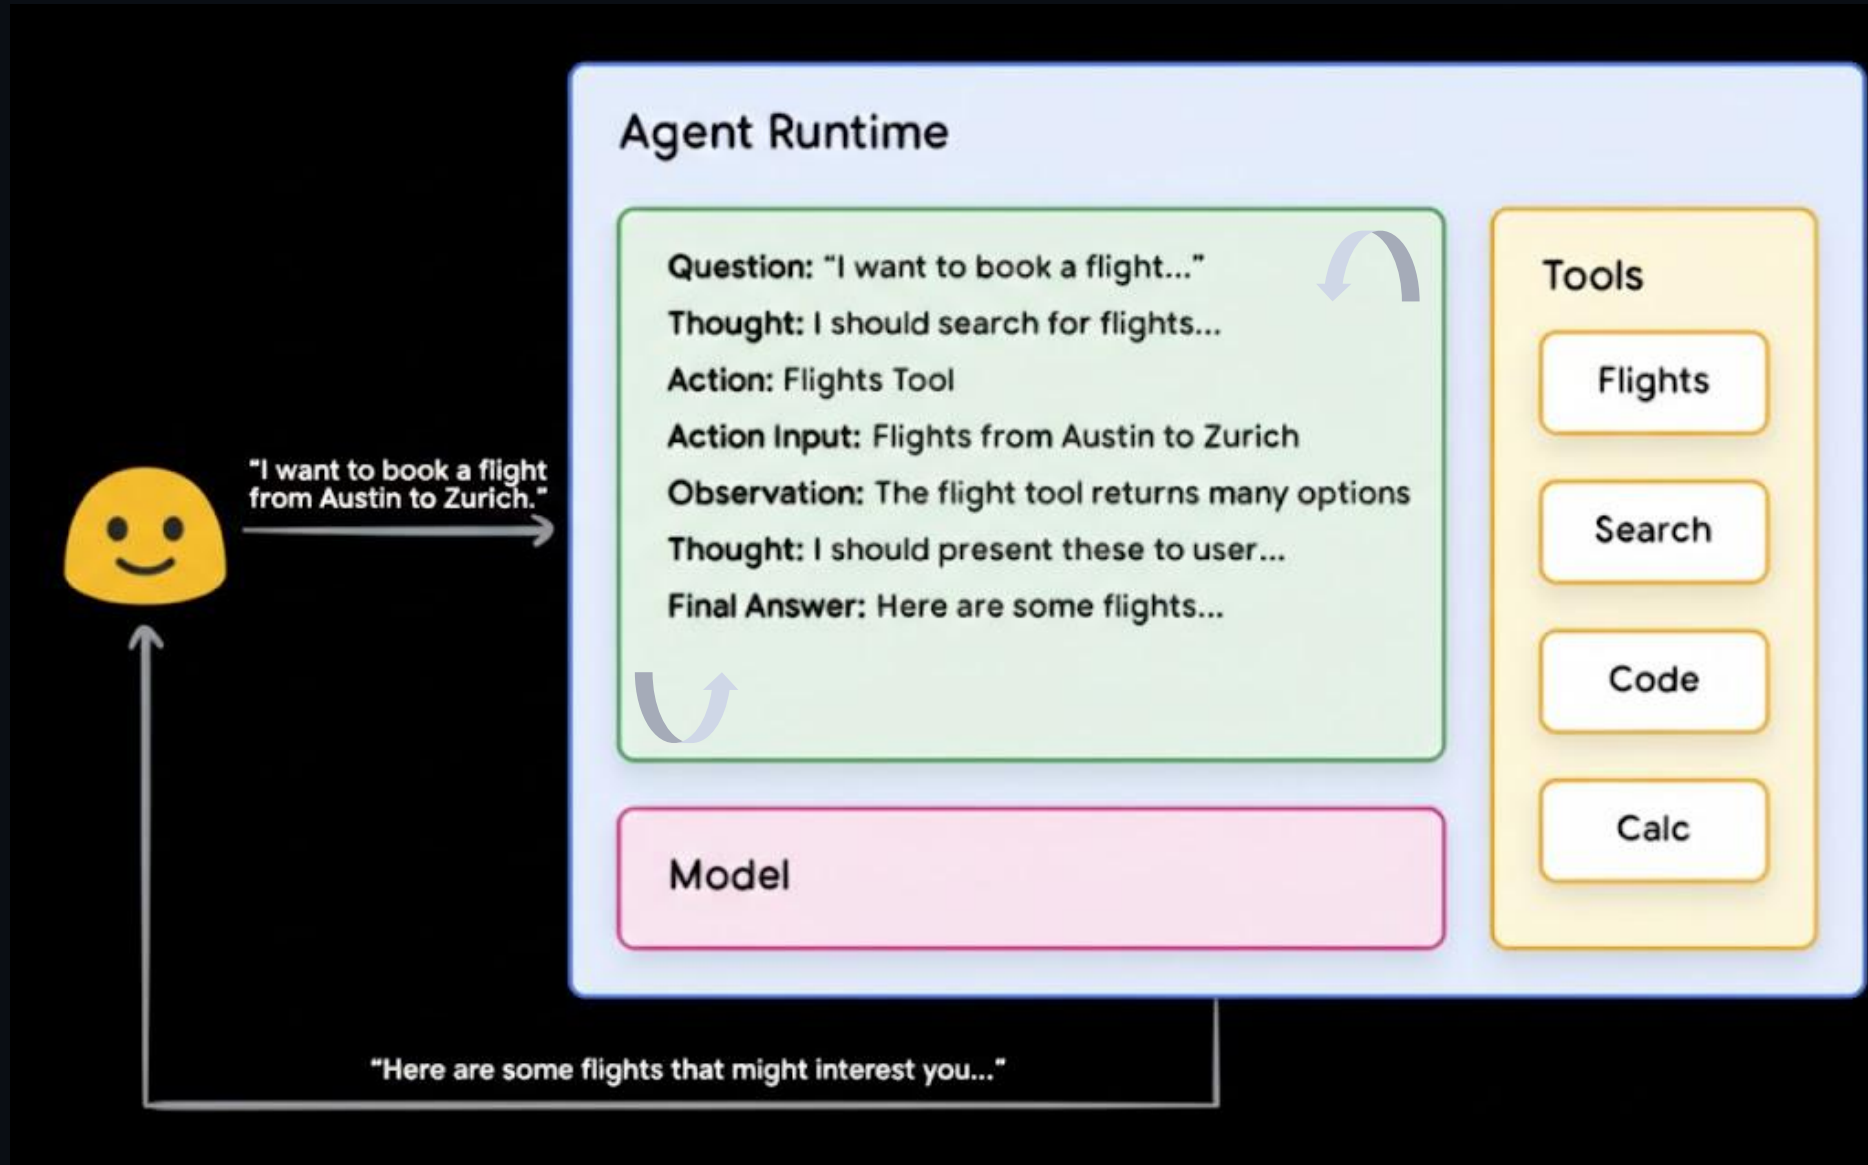 Agent Runtime
Question: “I want to book a flight...”
Thought: I should search for flights...
Action: Flights Tool
Action Input: Flights from Austin to Zurich
Observation: The flight tool returns many options
Thought: I should present these to user...
Final Answer: Here are some flights...
Tools
Flights
Search
Code
Calc
Model
“I want to book a flight
from Austin to Zurich.”
“Here are some flights that might interest you...”